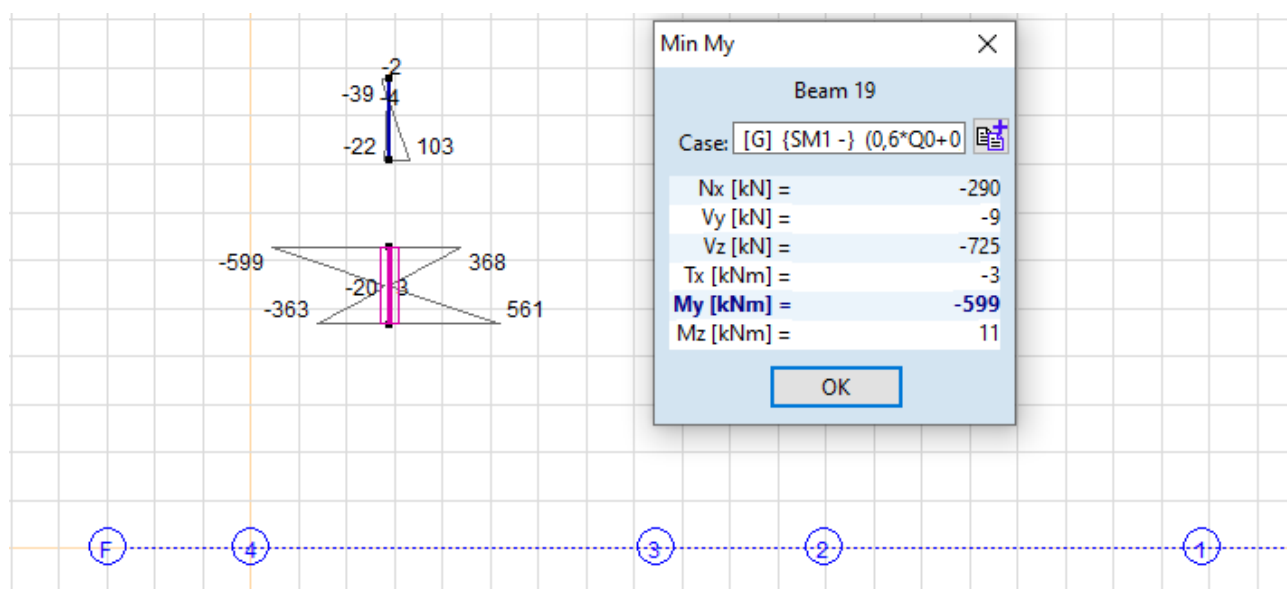 -2
-39 -4
-22 103
-599 368
-20 3
-363 561
Min My
Beam 19
Case: [G] {SM1 -} (0,6*Q0+0
Nx [kN] = -290
Vy [kN] = -9
Vz [kN] = -725
Tx [kNm] = -3
My [kNm] = -599
Mz [kNm] = 11
OK
F 4 3 2 1